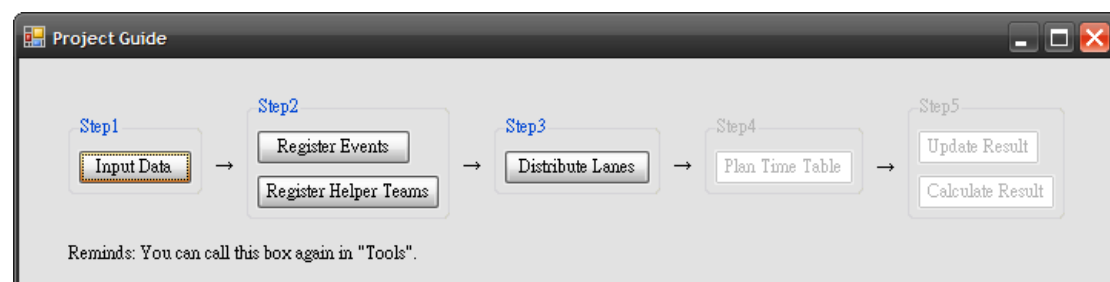 Project Guide
Step1
Input Data
→
Step2
Register Events
Register Helper Teams
→
Step3
Distribute Lanes
→
Step4
Plan Time Table
→
Step5
Update Result
Calculate Result
Reminds: You can call this box again in "Tools".